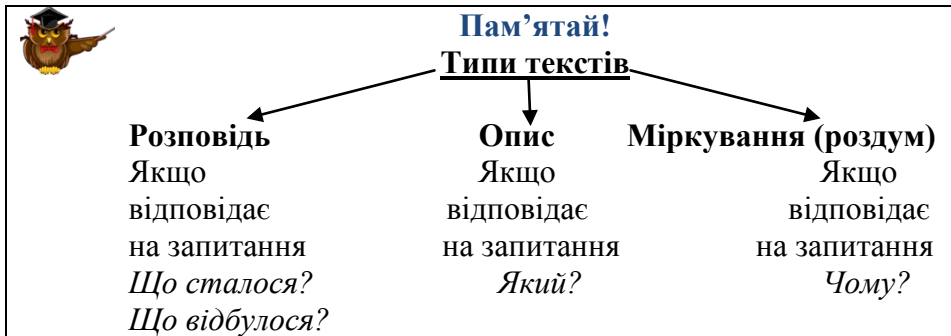 Пам’ятай!
Типи текстів
Розповідь Опис Міркування (роздум)
Якщо Якщо Якщо
відповідає відповідає відповідає
на запитання на запитання на запитання
Що сталося? Який? Чому?
Що відбулося?